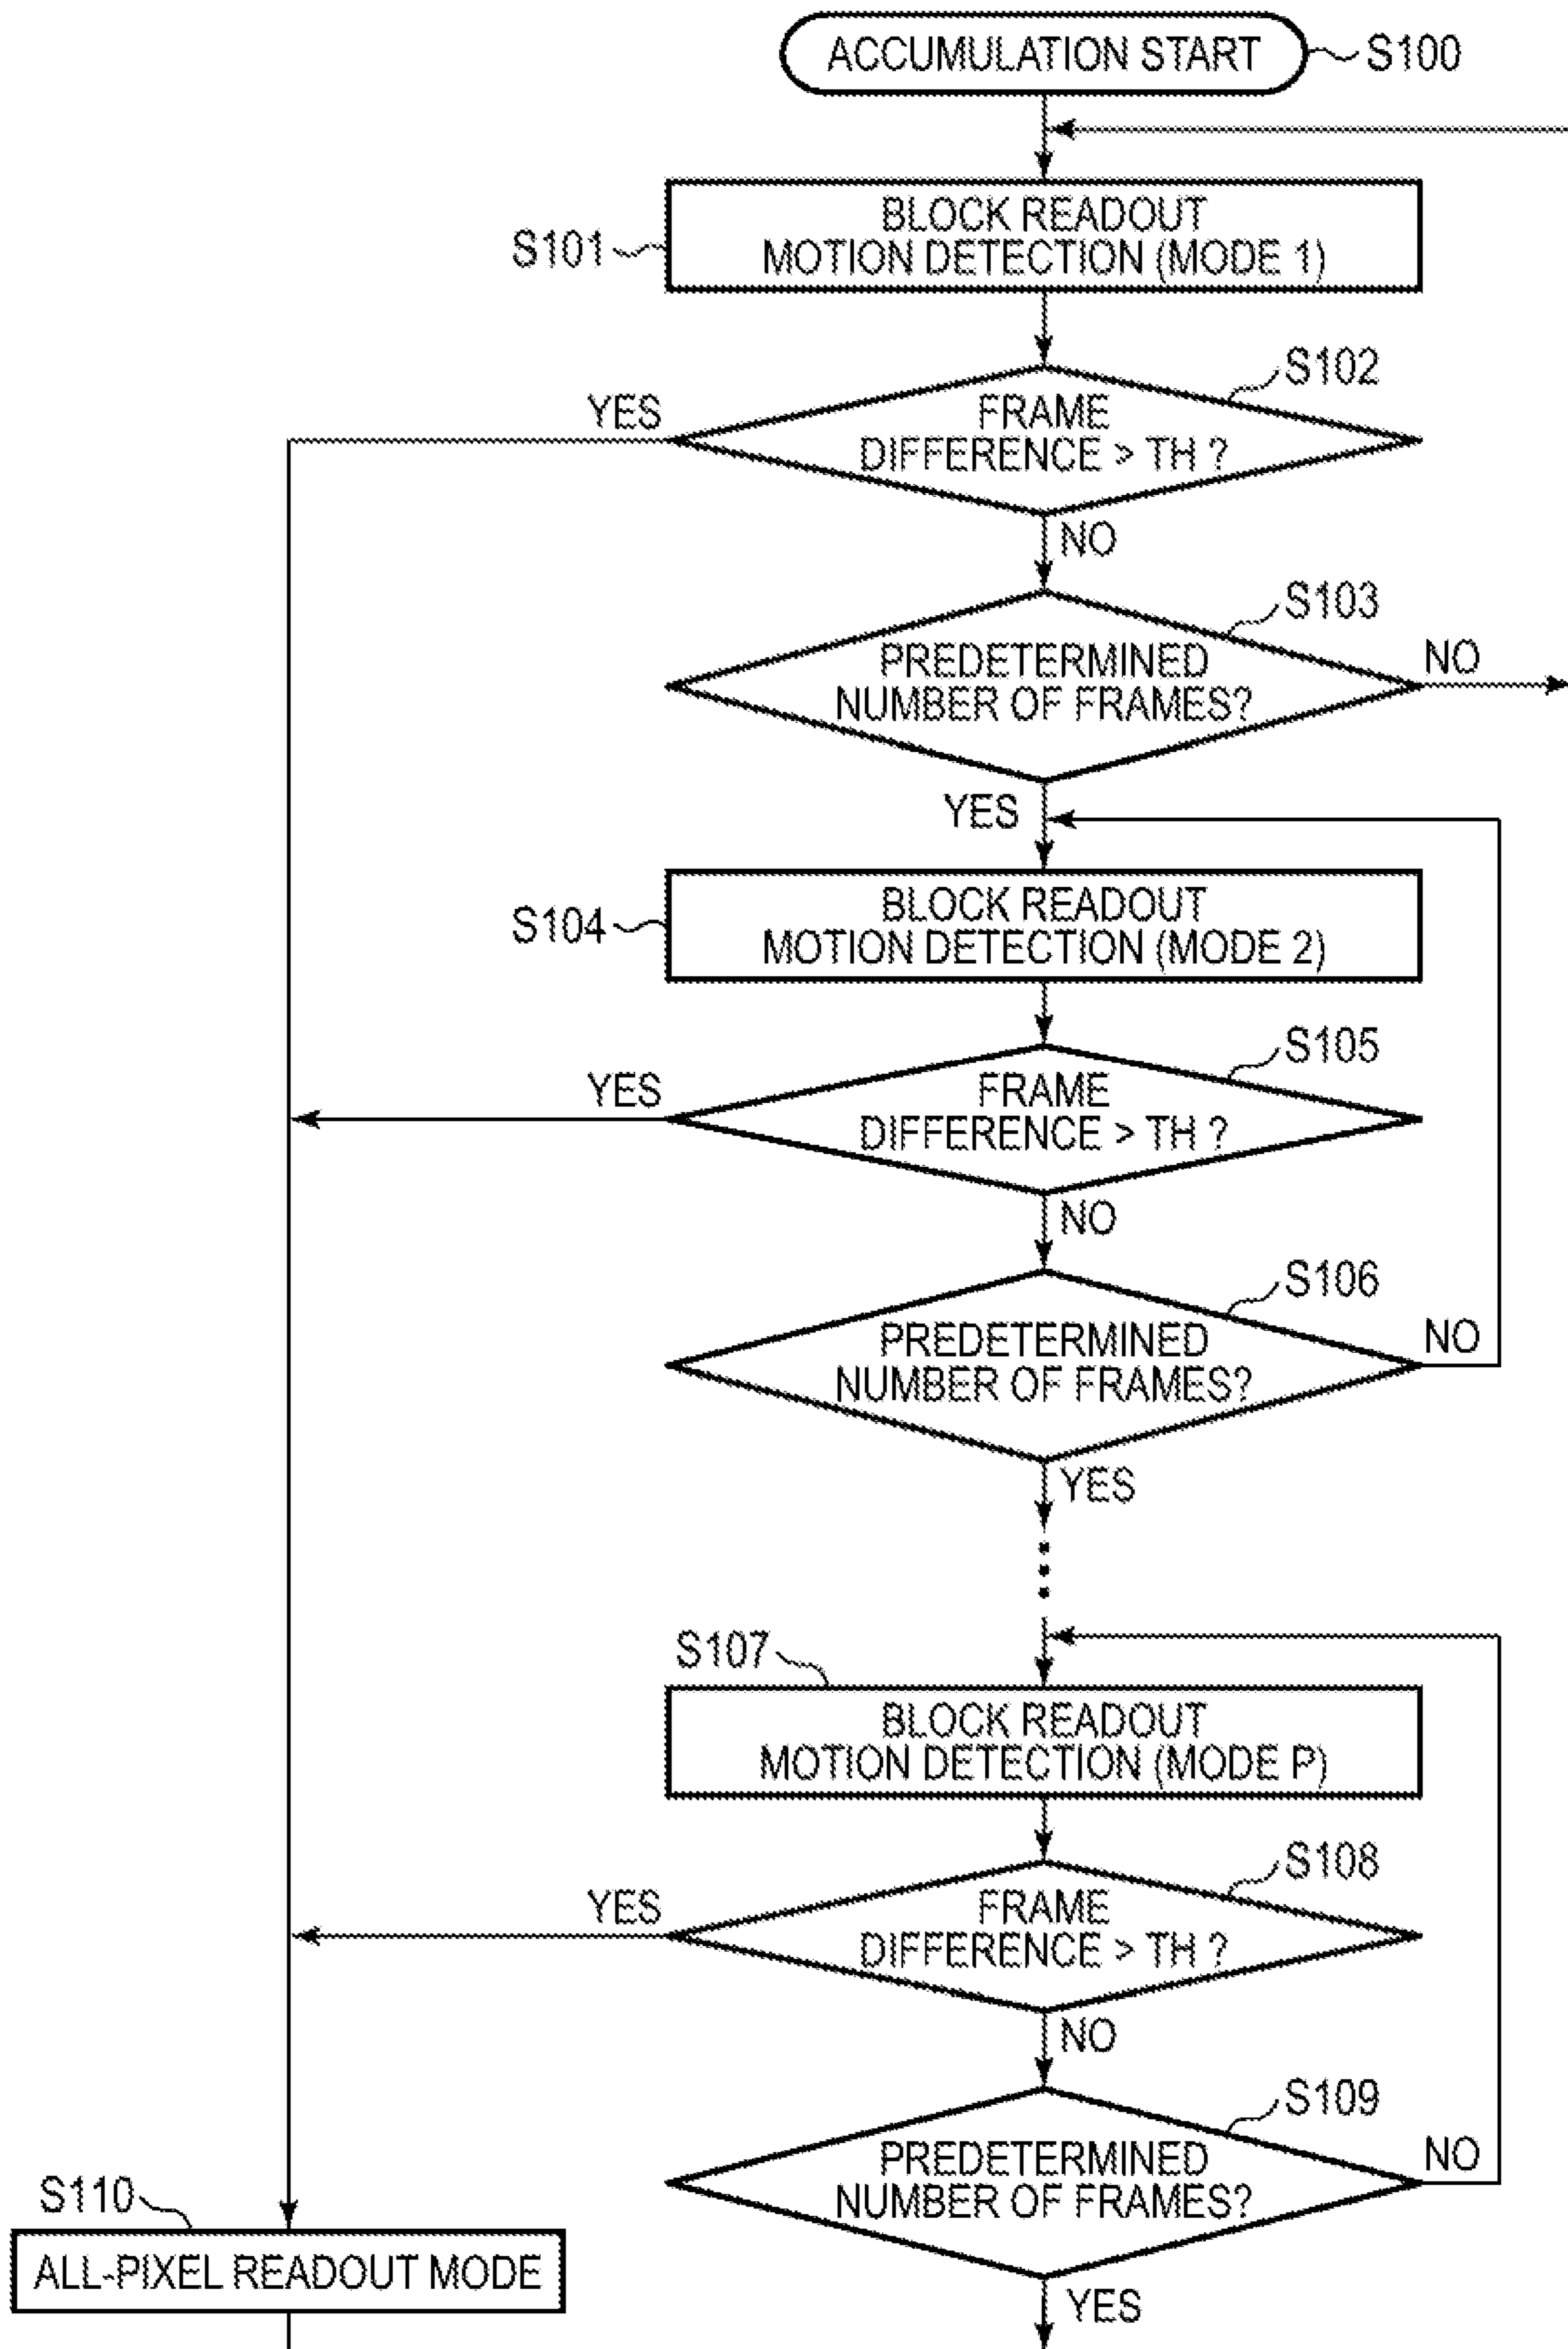 ACCUMULATION START
S100
BLOCK READOUT
MOTION DETECTION (MODE 1)
S101
S102
YES
FRAME
DIFFERENCE > TH ?
NO
S103
PREDETERMINED
NUMBER OF FRAMES?
NO
YES
BLOCK READOUT
MOTION DETECTION (MODE 2)
S104
S105
YES
FRAME
DIFFERENCE > TH ?
NO
S106
PREDETERMINED
NUMBER OF FRAMES?
NO
YES
S107
BLOCK READOUT
MOTION DETECTION (MODE P)
S108
YES
FRAME
DIFFERENCE > TH ?
NO
S109
PREDETERMINED
NUMBER OF FRAMES?
NO
S110
ALL-PIXEL READOUT MODE
YES